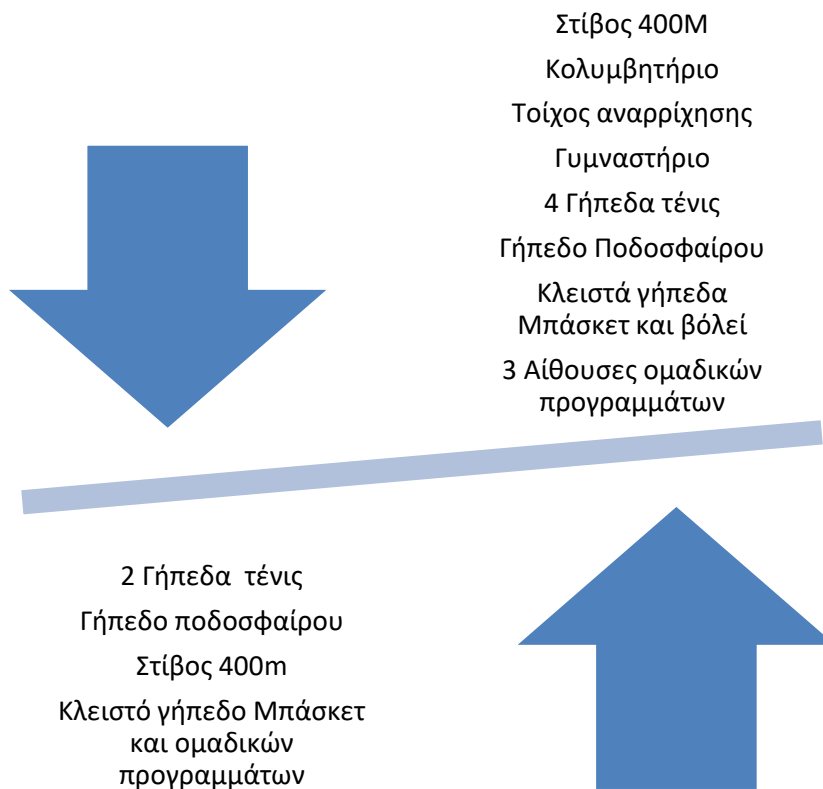 Στίβος 400Μ
Κολυμβητήριο
Τοίχος αναρρίχησης
Γυμναστήριο
4 Γήπεδα τένις
Γήπεδο Ποδοσφαίρου
Κλειστά γήπεδα
Μπάσκετ και βόλεί
3 Αίθουσες ομαδικών
προγραμμάτων
2 Γήπεδα  τένις
Γήπεδο ποδοσφαίρου
Στίβος 400m
Κλειστό γήπεδο Μπάσκετ
και ομαδικών
προγραμμάτων